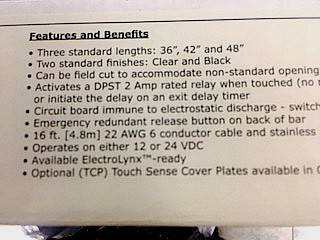 Features and Benefits
• Three standard lengths: 36”, 42” and 48”
• Two standard finishes: Clear and Black
• Can be field cut to accommodate non-standard opening
• Activates a DPST 2 Amp rated relay when touched (no
or initiate the delay on an exit delay timer
• Circuit board immune to electrostatic discharge - switch
• Emergency redundant release button on back of bar
• 16 ft. [4.8m] 22 AWG 6 conductor cable and stainless
• Operates on either 12 or 24 VDC
• Available ElectroLynx™-ready
• Optional (TCP) Touch Sense Cover Plates available in